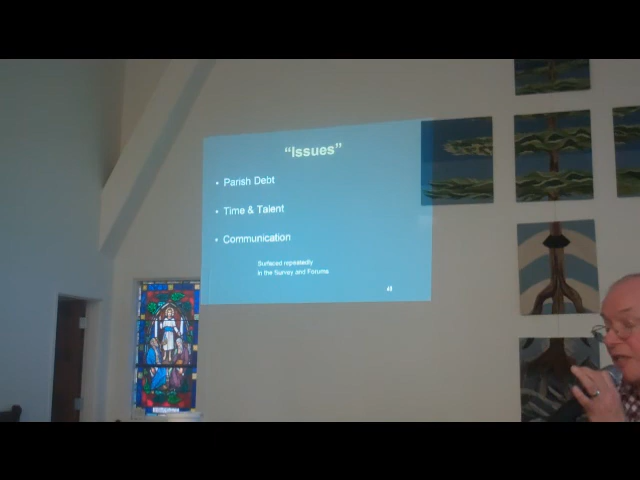 “Issues”
• Parish Debt
• Time & Talent
• Communication
Surfaced repeatedly
in the Survey and Forums
48